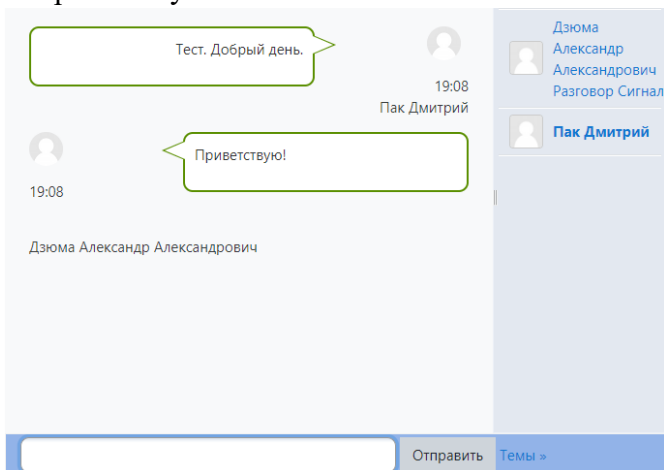 Тест. Добрый день.
19:08
Пак Дмитрий
Приветствую!
19:08
Дзюма Александр Александрович
Дзюма
Александр
Александрович
Разговор Сигнал
Пак Дмитрий
Отправить
Темы »